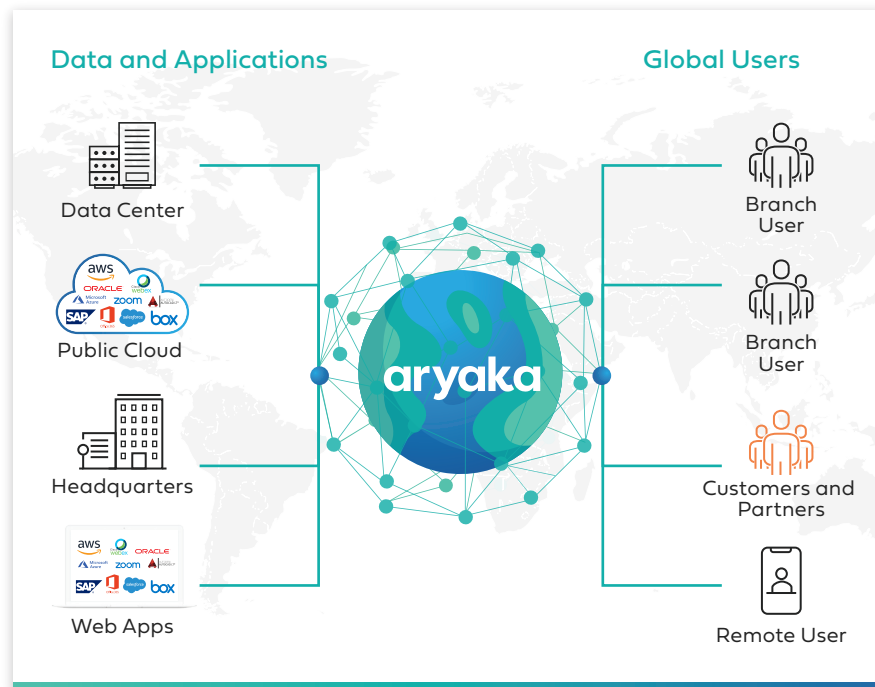 Data and Applications
Global Users
Data Center
aws
ORACLE
webex
Microsoft
Azure
zoom
SAP
Office
salesforce
box
Public Cloud
Headquarters
aws
webex
ORACLE
Microsoft
Azure
zoom
SAP
Office
salesforce
box
Web Apps
aryaka
Branch
User
Branch
User
Customers and
Partners
Remote User